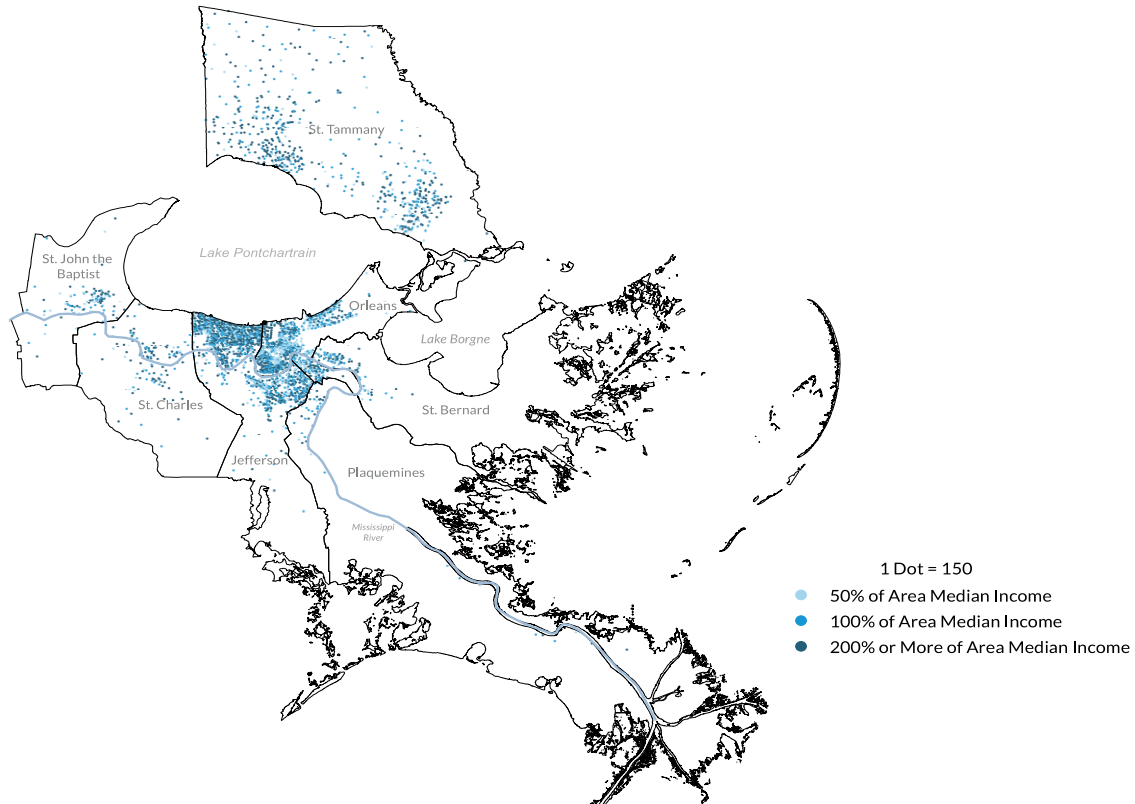 St. Tammany
Lake Pontchartrain
St. John the
Baptist
Orleans
Lake Borgne
St. Charles
St. Bernard
Jefferson
Plaquemines
Mississippi
River
1 Dot = 150
50% of Area Median Income
100% of Area Median Income
200% or More of Area Median Income